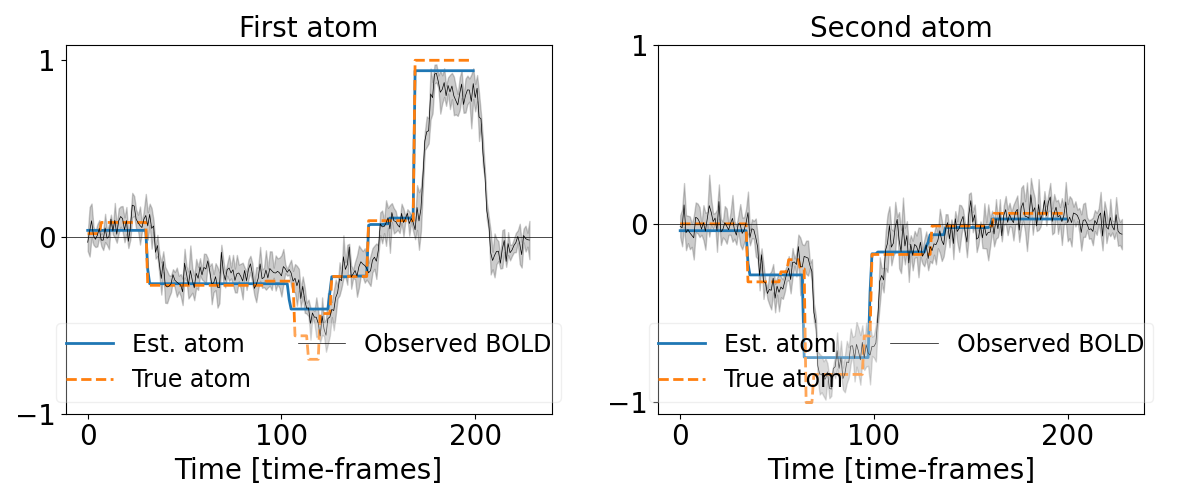 First atom
1
0
−1
Est. atom
True atom
Observed BOLD
0
100
200
Time [time-frames]
Second atom
1
0
−1
Est. atom
True atom
Observed BOLD
0
100
200
Time [time-frames]